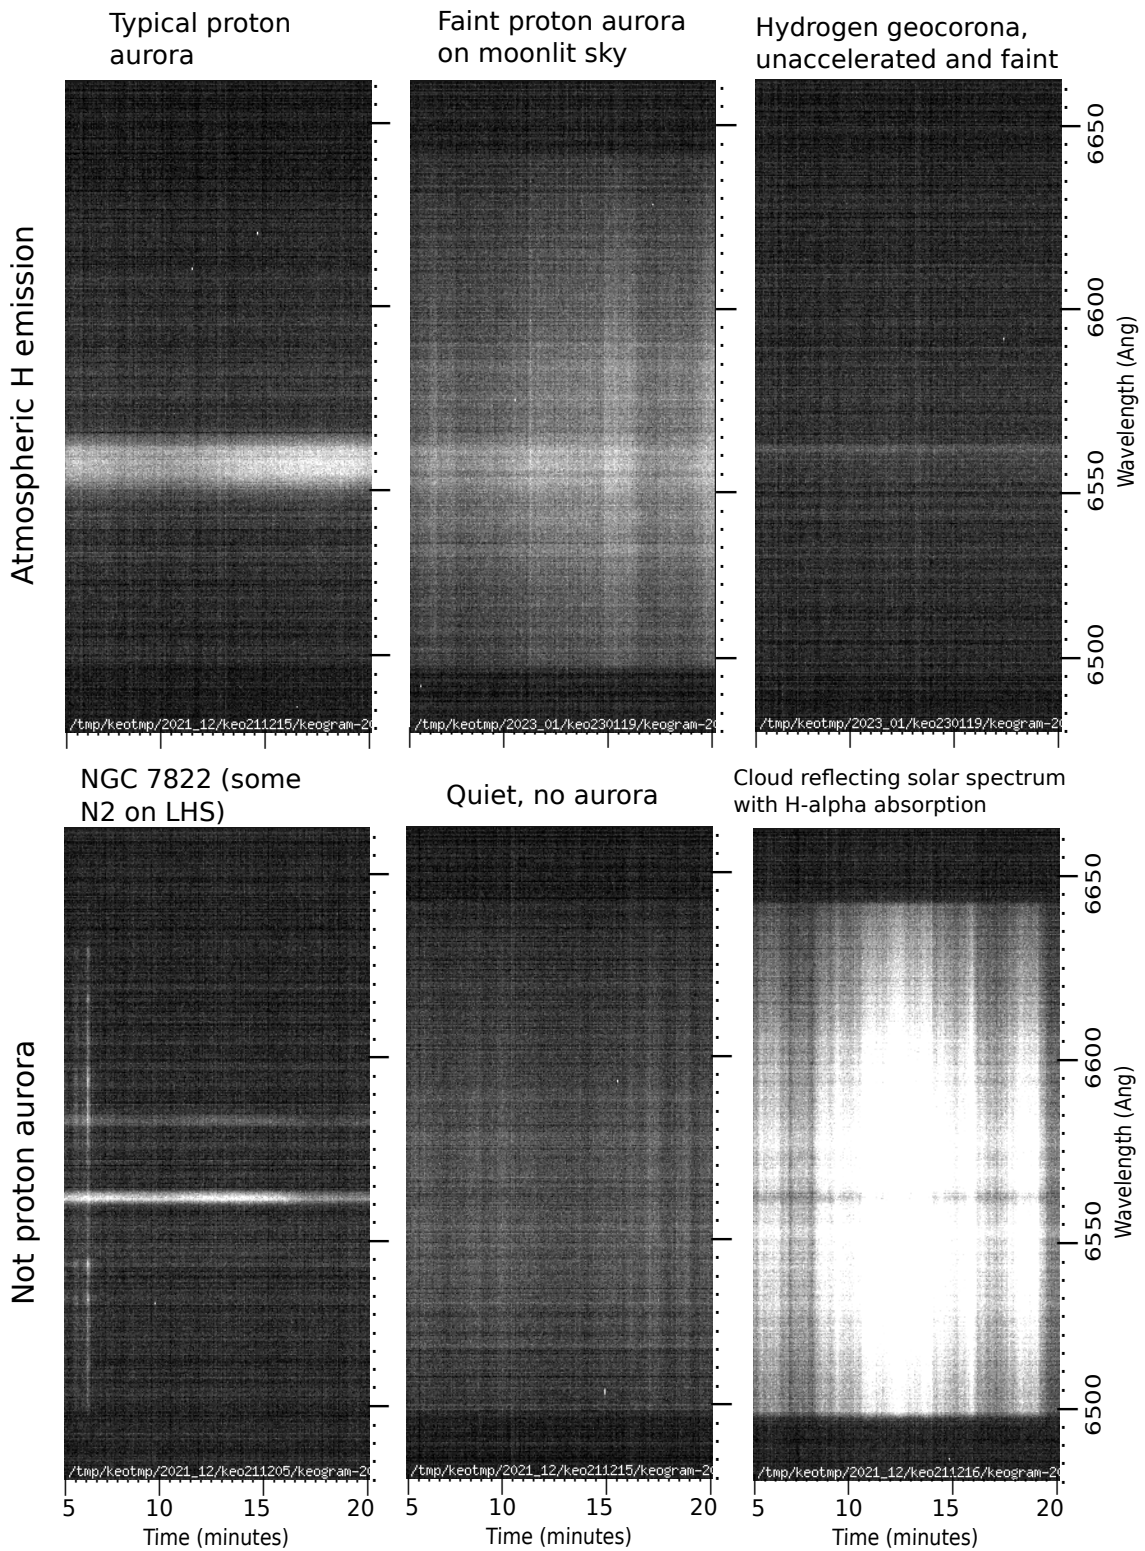 Typical proton
aurora
Faint proton aurora
on moonlit sky
Hydrogen geocorona,
unaccelerated and faint
Atmospheric H emission
6650
6600
6550
6500
Wavelength (Ang)
/tmp/keotmp/2021_12/keo211215/keogram-20
/tmp/keotmp/2023_01/keo230119/keogram-20
/tmp/keotmp/2023_01/keo230119/keogram-20
NGC 7822 (some
N2 on LHS)
Quiet, no aurora
Cloud reflecting solar spectrum
with H-alpha absorption
Not proton aurora
6650
6600
6550
6500
Wavelength (Ang)
/tmp/keotmp/2021_12/keo211205/keogram-20
/tmp/keotmp/2021_12/keo211215/keogram-20
/tmp/keotmp/2021_12/keo211216/keogram-20
5 10 15 20
5 10 15 20
5 10 15 20
Time (minutes)
Time (minutes)
Time (minutes)